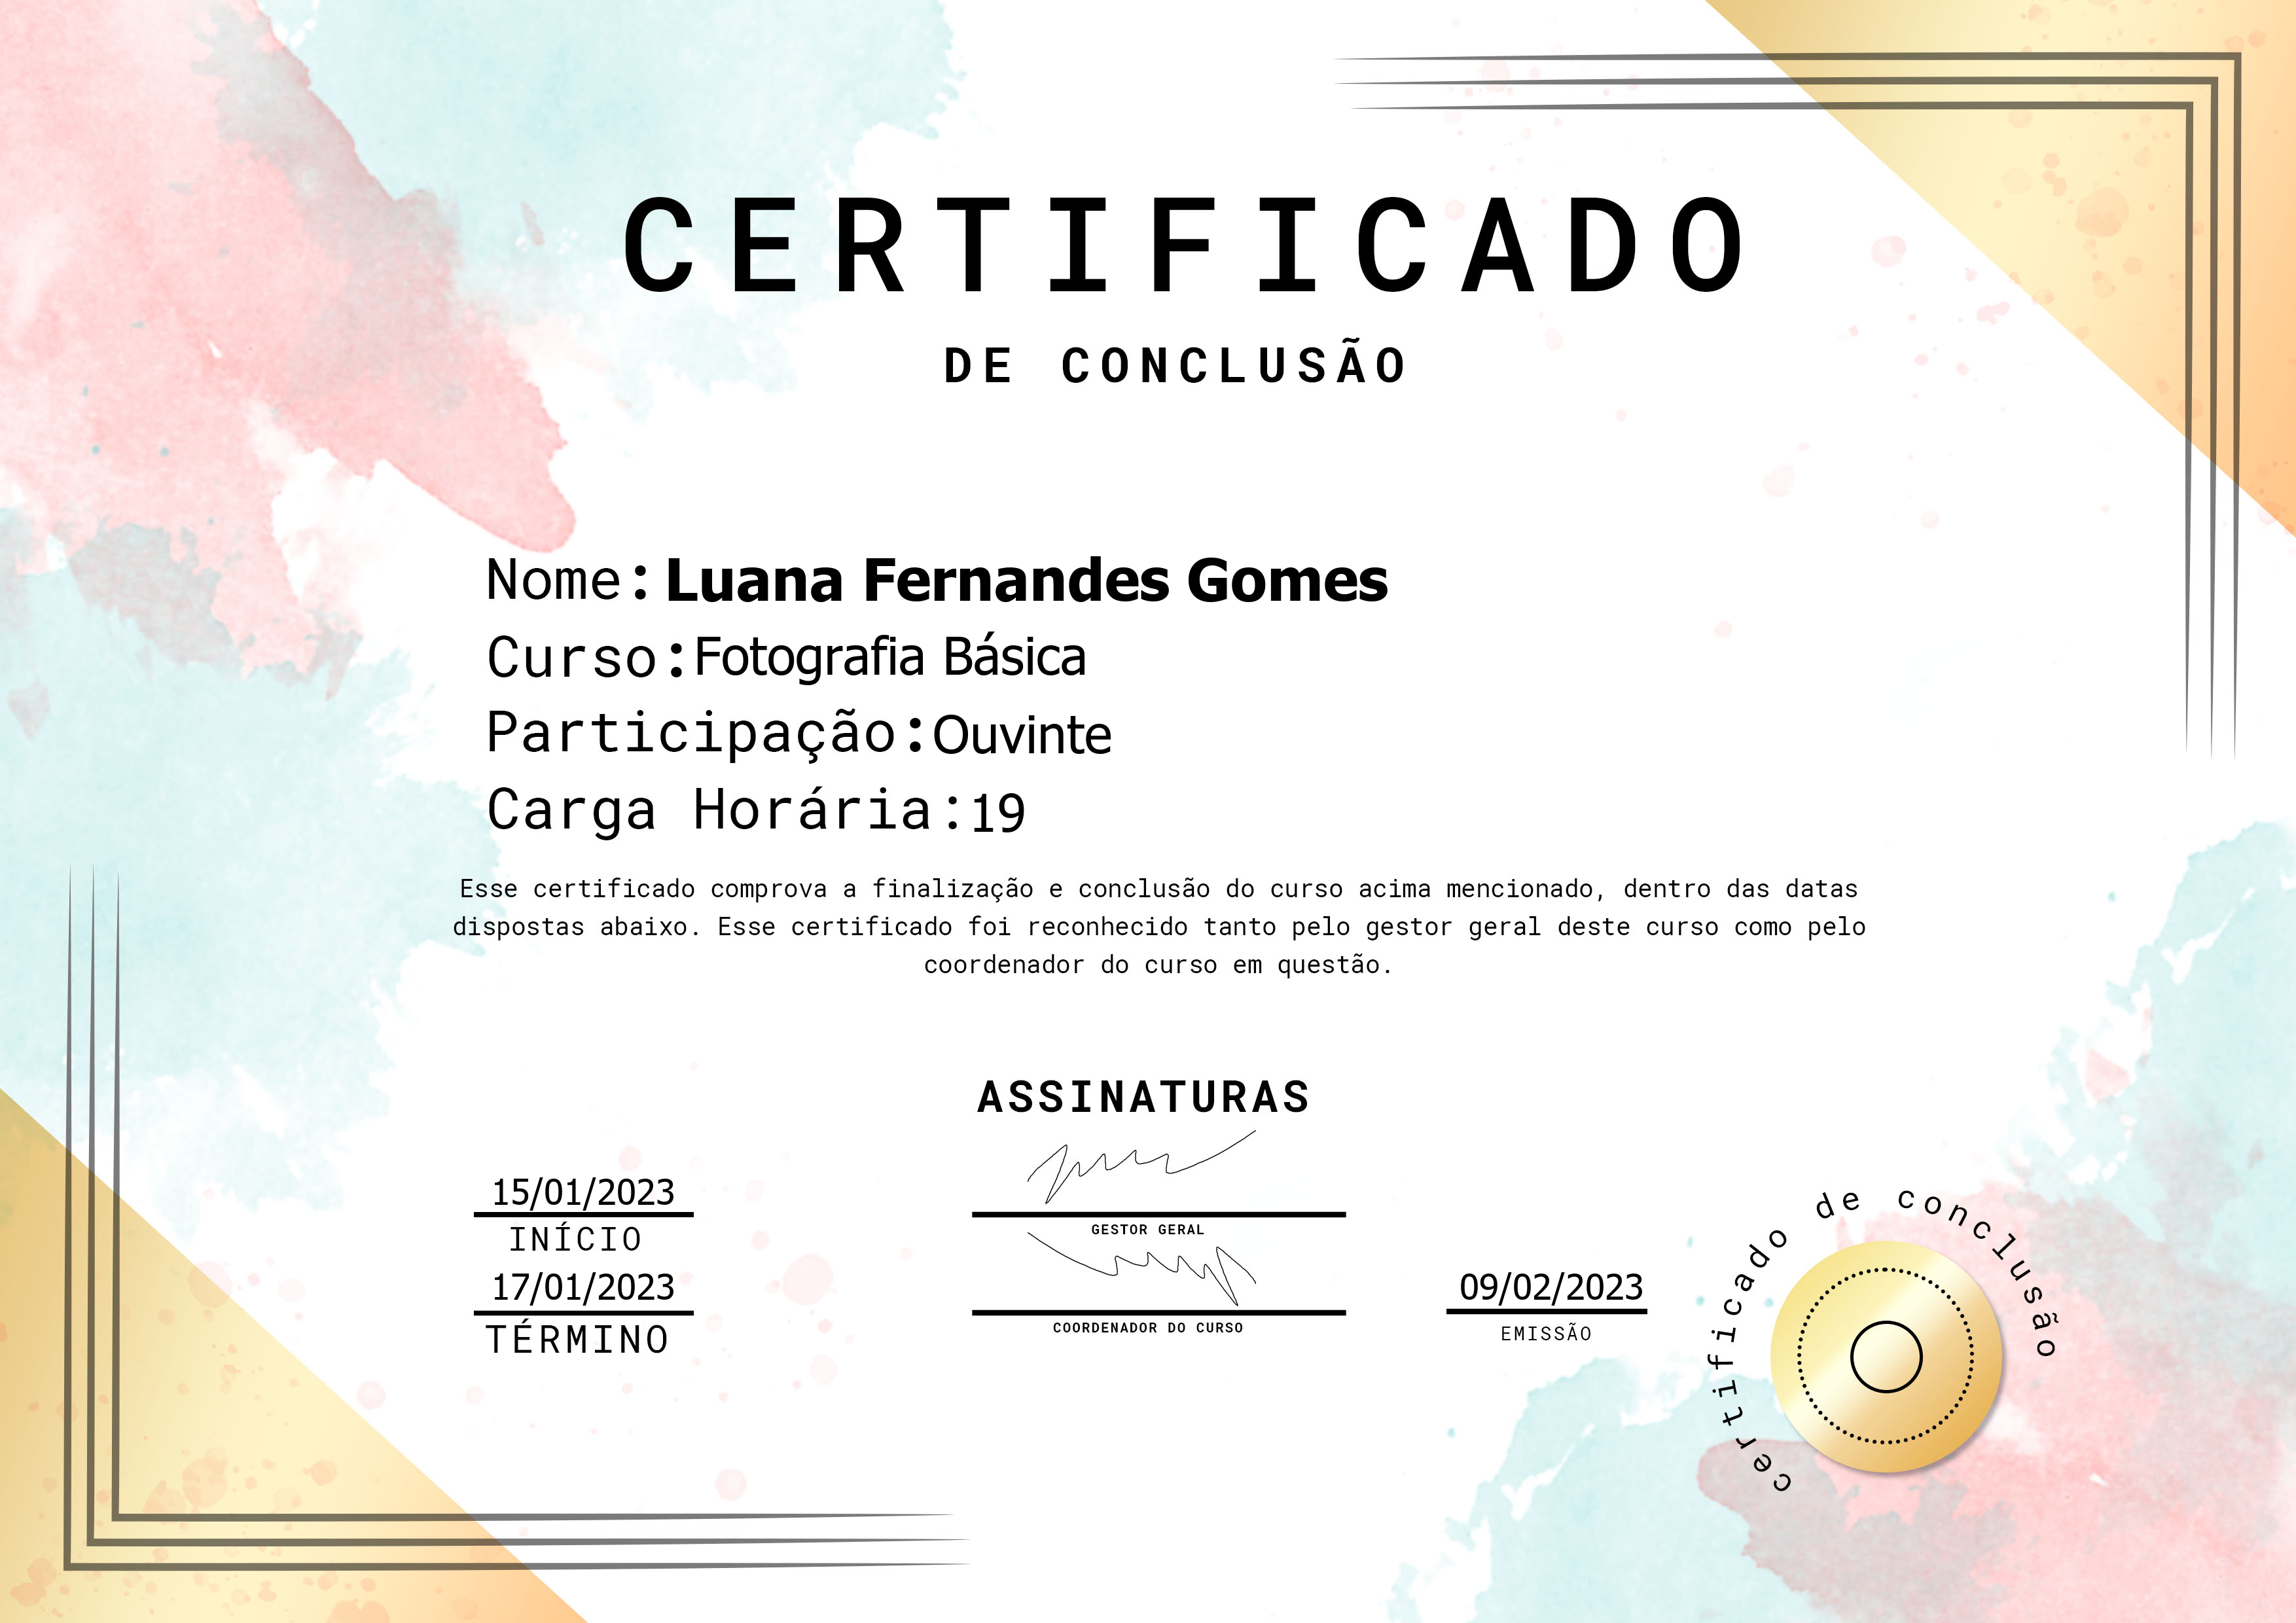 CERTIFICADO
DE CONCLUSÃO
Nome: Luana Fernandes Gomes
Curso: Fotografia Básica
Participação: Ouvinte
Carga Horária: 19
Esse certificado comprova a finalização e conclusão do curso acima mencionado, dentro das datas
dispostas abaixo. Esse certificado foi reconhecido tanto pelo gestor geral deste curso como pelo
coordenador do curso em questão.
ASSINATURAS
15/01/2023
INÍCIO
GESTOR GERAL
17/01/2023
TÉRMINO
COORDENADOR DO CURSO
09/02/2023
EMISSÃO
certificado de conclusão